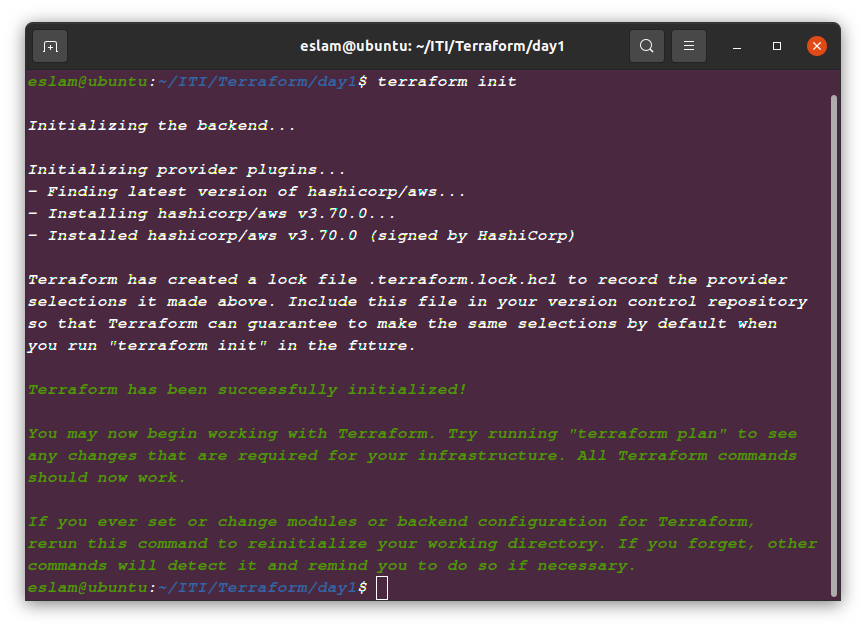 eslam@ubuntu: ~/ITI/Terraform/day1
eslam@ubuntu:~/ITI/Terraform/day1$ terraform init
Initializing the backend...
Initializing provider plugins...
- Finding latest version of hashicorp/aws...
- Installing hashicorp/aws v3.70.0...
- Installed hashicorp/aws v3.70.0 (signed by HashiCorp)
Terraform has created a lock file .terraform.lock.hcl to record the provider
selections it made above. Include this file in your version control repository
so that Terraform can guarantee to make the same selections by default when
you run "terraform init" in the future.
Terraform has been successfully initialized!
You may now begin working with Terraform. Try running "terraform plan" to see
any changes that are required for your infrastructure. All Terraform commands
should now work.
If you ever set or change modules or backend configuration for Terraform,
rerun this command to reinitialize your working directory. If you forget, other
commands will detect it and remind you to do so if necessary.
eslam@ubuntu:~/ITI/Terraform/day1$